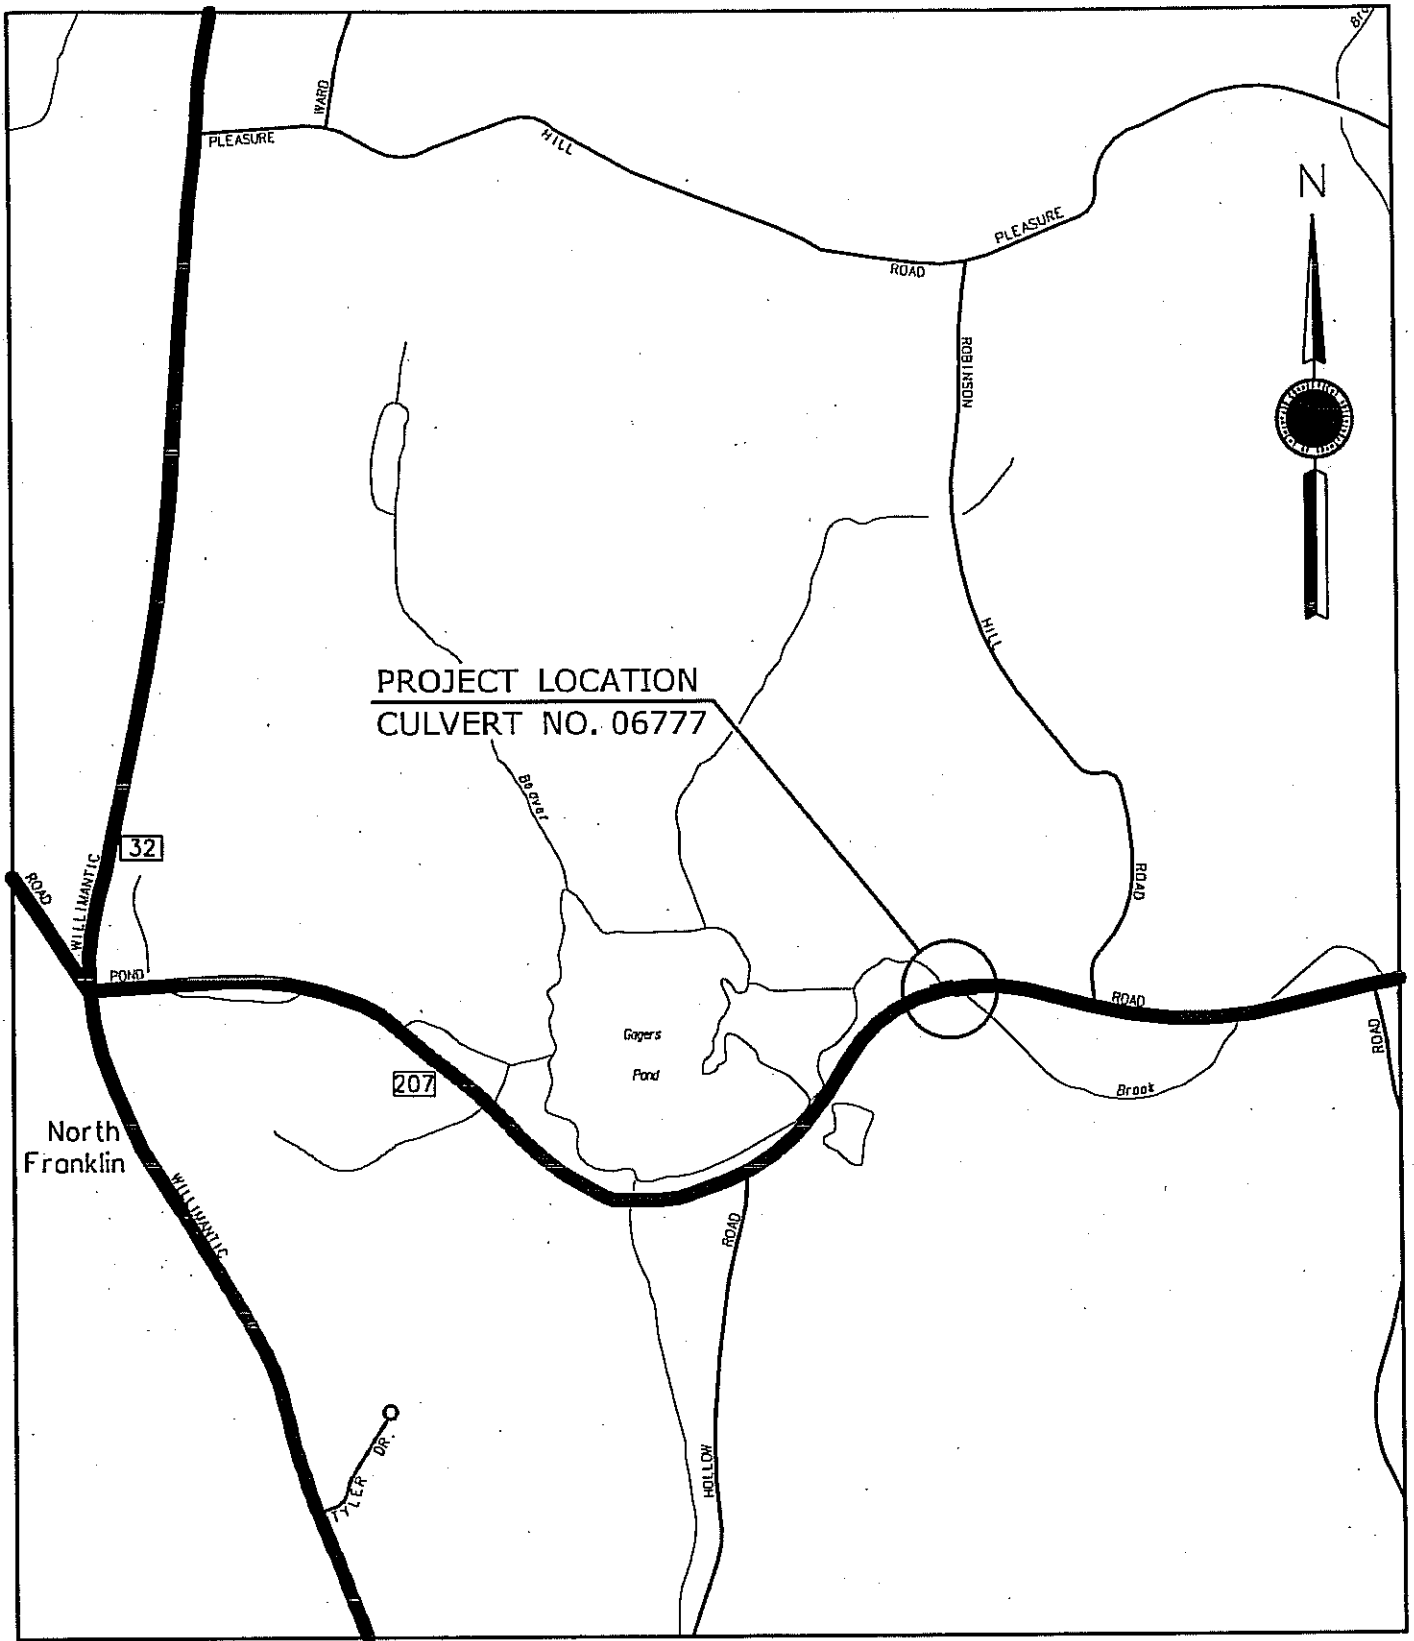 Bro
WARD
PLEASURE
HILL
N
PLEASURE
ROAD
ROBINSON
HILL
PROJECT LOCATION
CULVERT NO. 06777
Beaver
32
WILLIMANTIC
ROAD
ROAD
POND
ROAD
Gagers
Pond
ROAD
207
Brook
North
Franklin
WILLIMANTIC
ROAD
HOLLOW
TYLER DR.